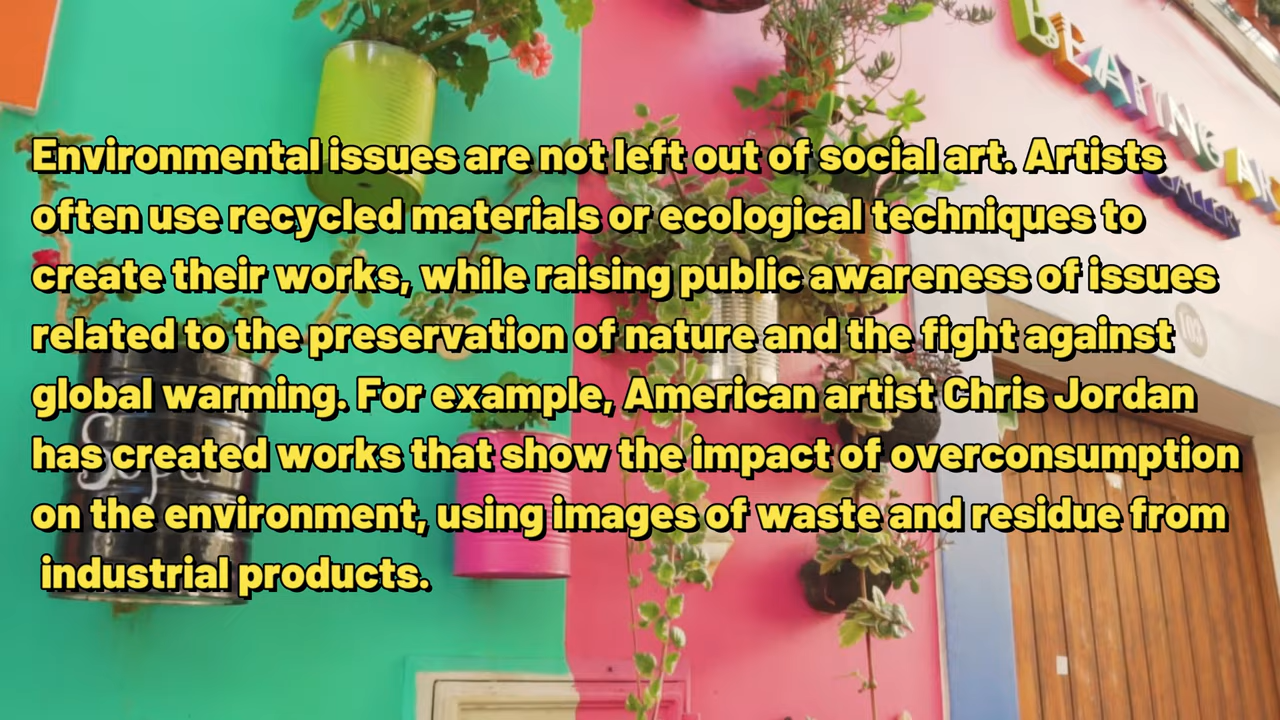 BEATING A
GALLERY
Environmental issues are not left out of social art. Artists
often use recycled materials or ecological techniques to
create their works, while raising public awareness of issues
related to the preservation of nature and the fight against
global warming. For example, American artist Chris Jordan
has created works that show the impact of overconsumption
on the environment, using images of waste and residue from
industrial products.
103